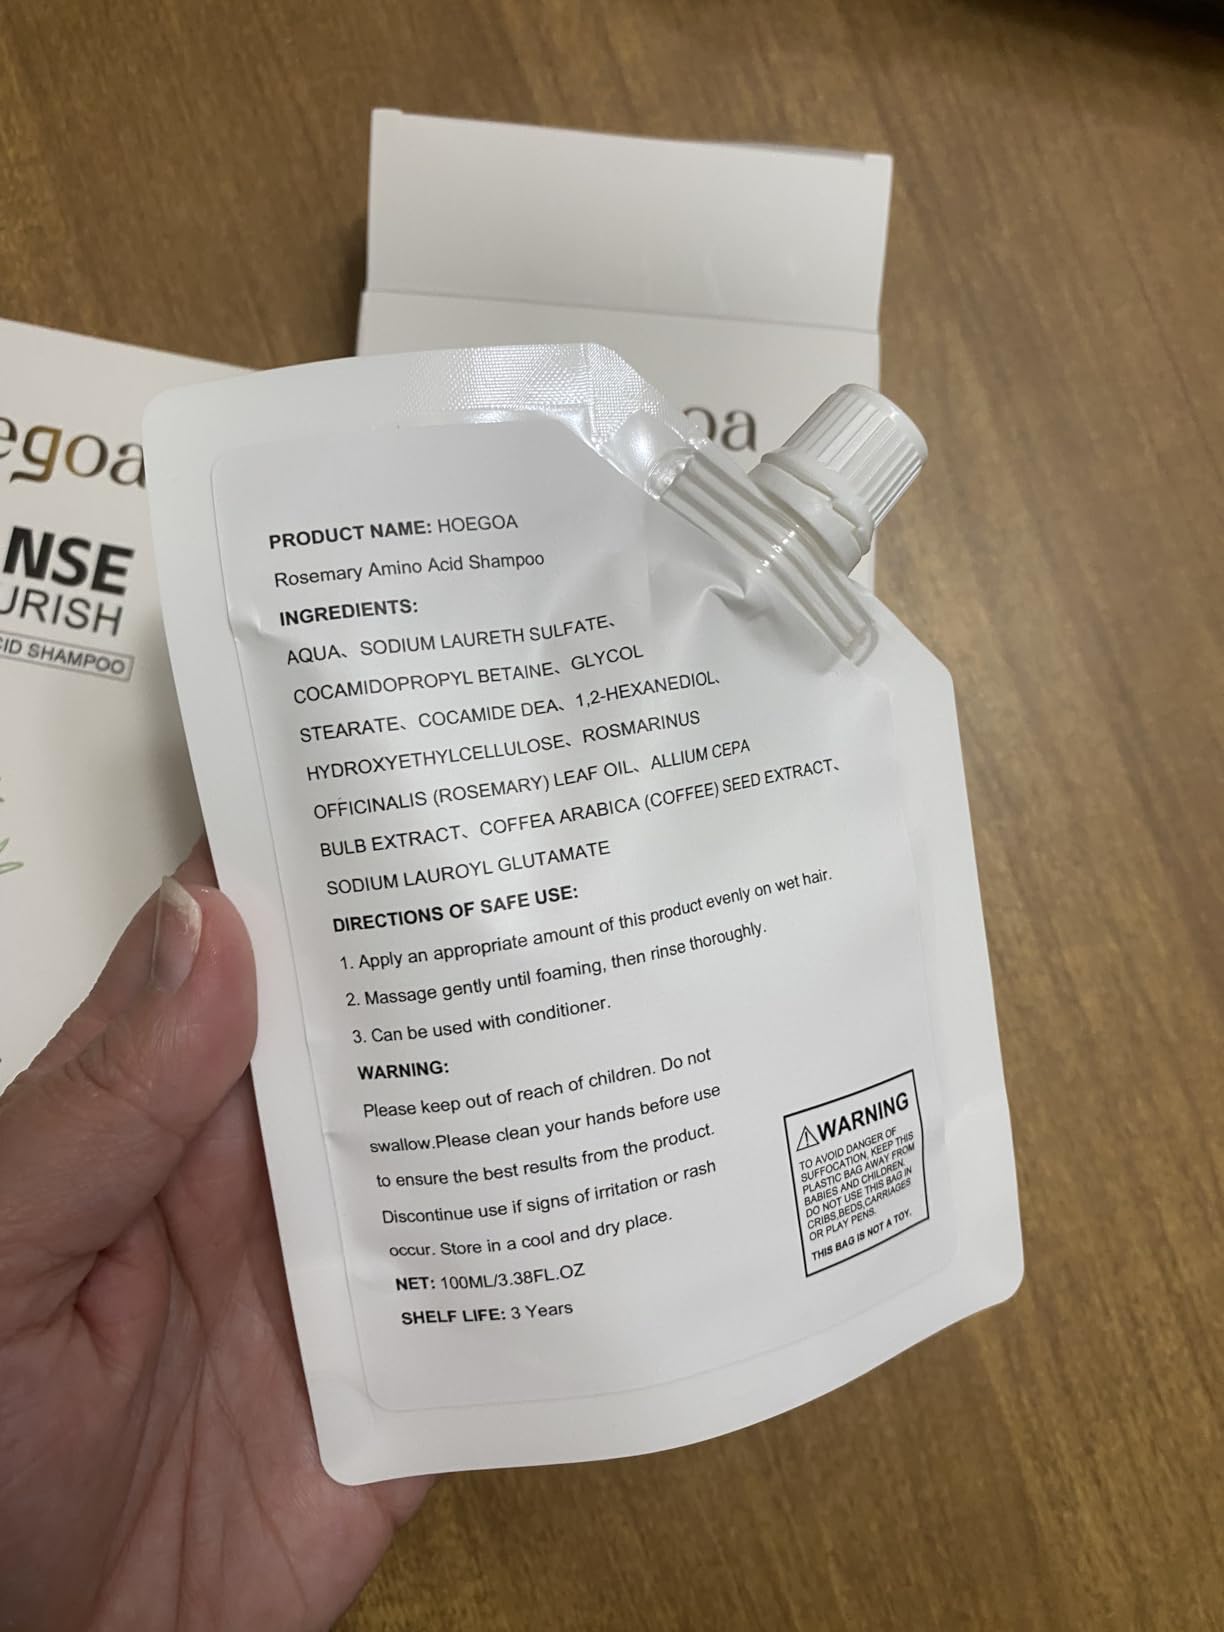 egoa
NSE
URISH
CID SHAMPOO
oa
PRODUCT NAME: HOEGOA
Rosemary Amino Acid Shampoo
INGREDIENTS:
AQUA、SODIUM LAURETH SULFATE、
COCAMIDOPROPYL BETAINE、GLYCOL
STEARATE、COCAMIDE DEA、1,2-HEXANEDIOL、
HYDROXYETHYLCELLULOSE、ROSMARINUS
OFFICINALIS (ROSEMARY) LEAF OIL、ALLIUM CEPA
BULB EXTRACT、COFFEA ARABICA (COFFEE) SEED EXTRACT、
SODIUM LAUROYL GLUTAMATE
DIRECTIONS OF SAFE USE:
1. Apply an appropriate amount of this product evenly on wet hair.
2. Massage gently until foaming, then rinse thoroughly.
3. Can be used with conditioner.
WARNING:
Please keep out of reach of children. Do not
swallow.Please clean your hands before use
to ensure the best results from the product.
Discontinue use if signs of irritation or rash
occur. Store in a cool and dry place.
NET: 100ML/3.38FL.OZ
SHELF LIFE: 3 Years
⚠WARNING
TO AVOID DANGER OF
SUFFOCATION, KEEP THIS
PLASTIC BAG AWAY FROM
BABIES AND CHILDREN.
DO NOT USE THIS BAG IN
CRIBS,BEDS,CARRIAGES
OR PLAY PENS.
THIS BAG IS NOT A TOY.